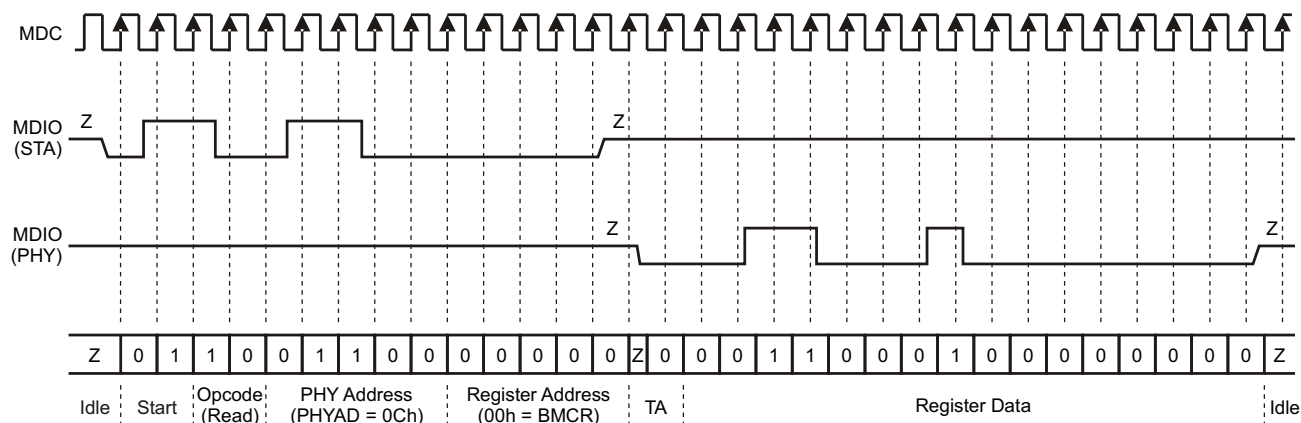 MDC
Z Z
MDIO
(STA)
Z Z
MDIO
(PHY)
Z 0 1 1 0 0 1 1 0 0 0 0 0 0 0 Z 0 0 0 1 1 0 0 0 1 0 0 0 0 0 0 0 0 Z
Idle Start Opcode PHY Address Register Address TA Register Data Idle
(Read) (PHYAD = 0Ch) (00h = BMCR)